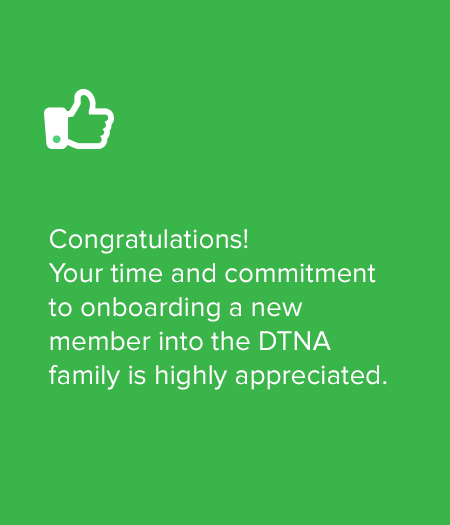 Congratulations!
Your time and commitment
to onboarding a new
member into the DTNA
family is highly appreciated.